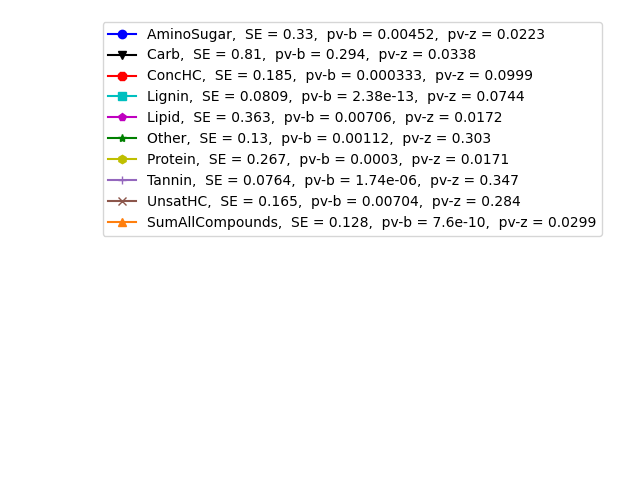 AminoSugar,  SE = 0.33,  pv-b = 0.00452,  pv-z = 0.0223
Carb,  SE = 0.81,  pv-b = 0.294,  pv-z = 0.0338
ConcHC,  SE = 0.185,  pv-b = 0.000333,  pv-z = 0.0999
Lignin,  SE = 0.0809,  pv-b = 2.38e-13,  pv-z = 0.0744
Lipid,  SE = 0.363,  pv-b = 0.00706,  pv-z = 0.0172
Other,  SE = 0.13,  pv-b = 0.00112,  pv-z = 0.303
Protein,  SE = 0.267,  pv-b = 0.0003,  pv-z = 0.0171
Tannin,  SE = 0.0764,  pv-b = 1.74e-06,  pv-z = 0.347
UnsatHC,  SE = 0.165,  pv-b = 0.00704,  pv-z = 0.284
SumAllCompounds,  SE = 0.128,  pv-b = 7.6e-10,  pv-z = 0.0299